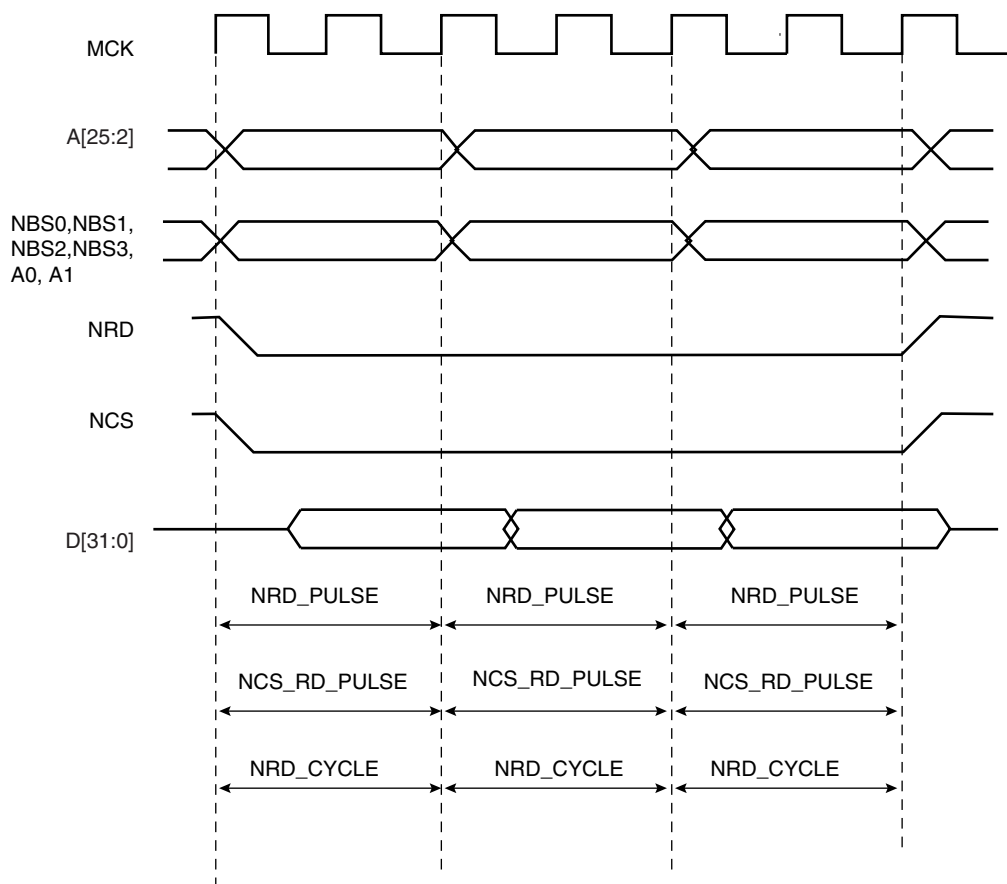 MCK
A[25:2]
NBS0,NBS1,
NBS2,NBS3,
A0, A1
NRD
NCS
D[31:0]
NRD_PULSE NRD_PULSE NRD_PULSE
NCS_RD_PULSE NCS_RD_PULSE NCS_RD_PULSE
NRD_CYCLE NRD_CYCLE NRD_CYCLE